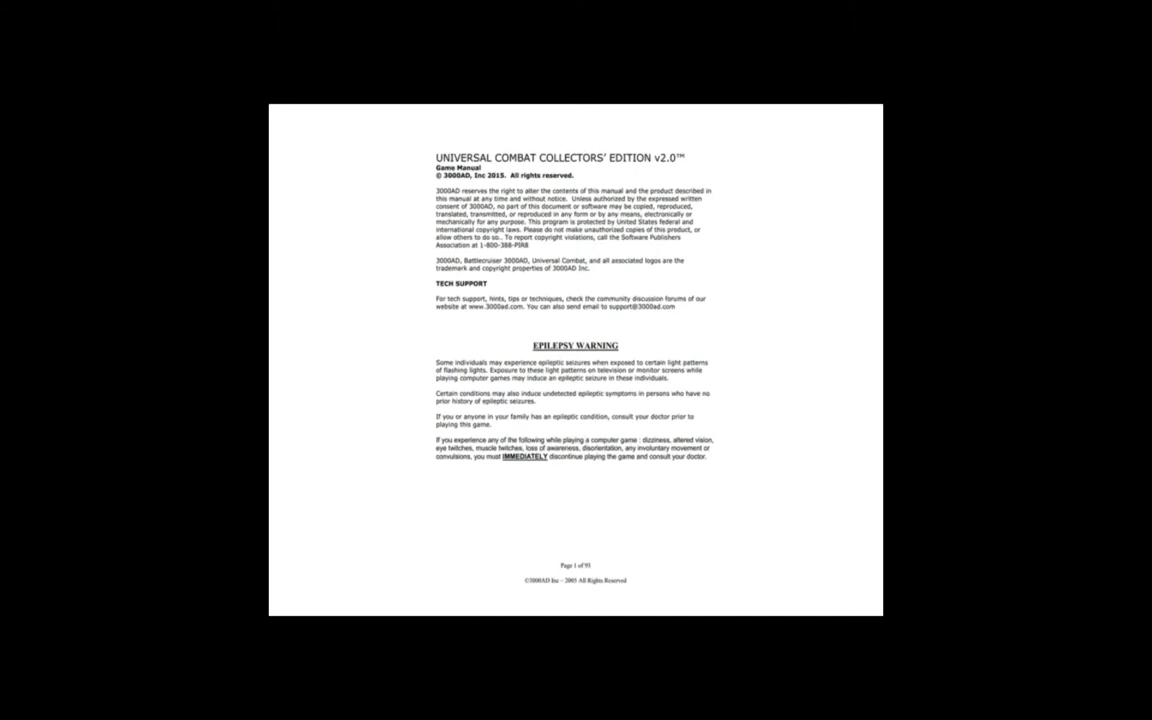 UNIVERSAL COMBAT COLLECTORS' EDITION v2.0™
Game Manual
© 3000AD, Inc 2015. All rights reserved.
3000AD reserves the right to alter the contents of this manual and the product described in
this manual at any time and without notice. Unless authorized by the expressed written
consent of 3000AD, no part of this document or software may be copied, reproduced,
translated, transmitted, or reproduced in any form or by any means, electronically or
mechanically for any purpose. This program is protected by United States federal and
international copyright laws. Please do not make unauthorized copies of this product, or
allow others to do so.. To report copyright violations, call the Software Publishers
Association at 1-800-388-PIR8
3000AD, Battlecruiser 3000AD, Universal Combat, and all associated logos are the
trademark and copyright properties of 3000AD Inc.
TECH SUPPORT
For tech support, hints, tips or techniques, check the community discussion forums of our
website at www.3000ad.com. You can also send email to support@3000ad.com
EPILEPSY WARNING
Some individuals may experience epileptic seizures when exposed to certain light patterns
of flashing lights. Exposure to these light patterns on television or monitor screens while
playing computer games may induce an epileptic seizure in these individuals.
Certain conditions may also induce undetected epileptic symptoms in persons who have no
prior history of epileptic seizures.
If you or anyone in your family has an epileptic condition, consult your doctor prior to
playing this game.
If you experience any of the following while playing a computer game : dizziness, altered vision,
eye twitches, muscle twitches, loss of awareness, disorientation, any involuntary movement or
convulsions, you must IMMEDIATELY discontinue playing the game and consult your doctor.
Page 1 of 93
©3000AD Inc – 2005 All Rights Reserved